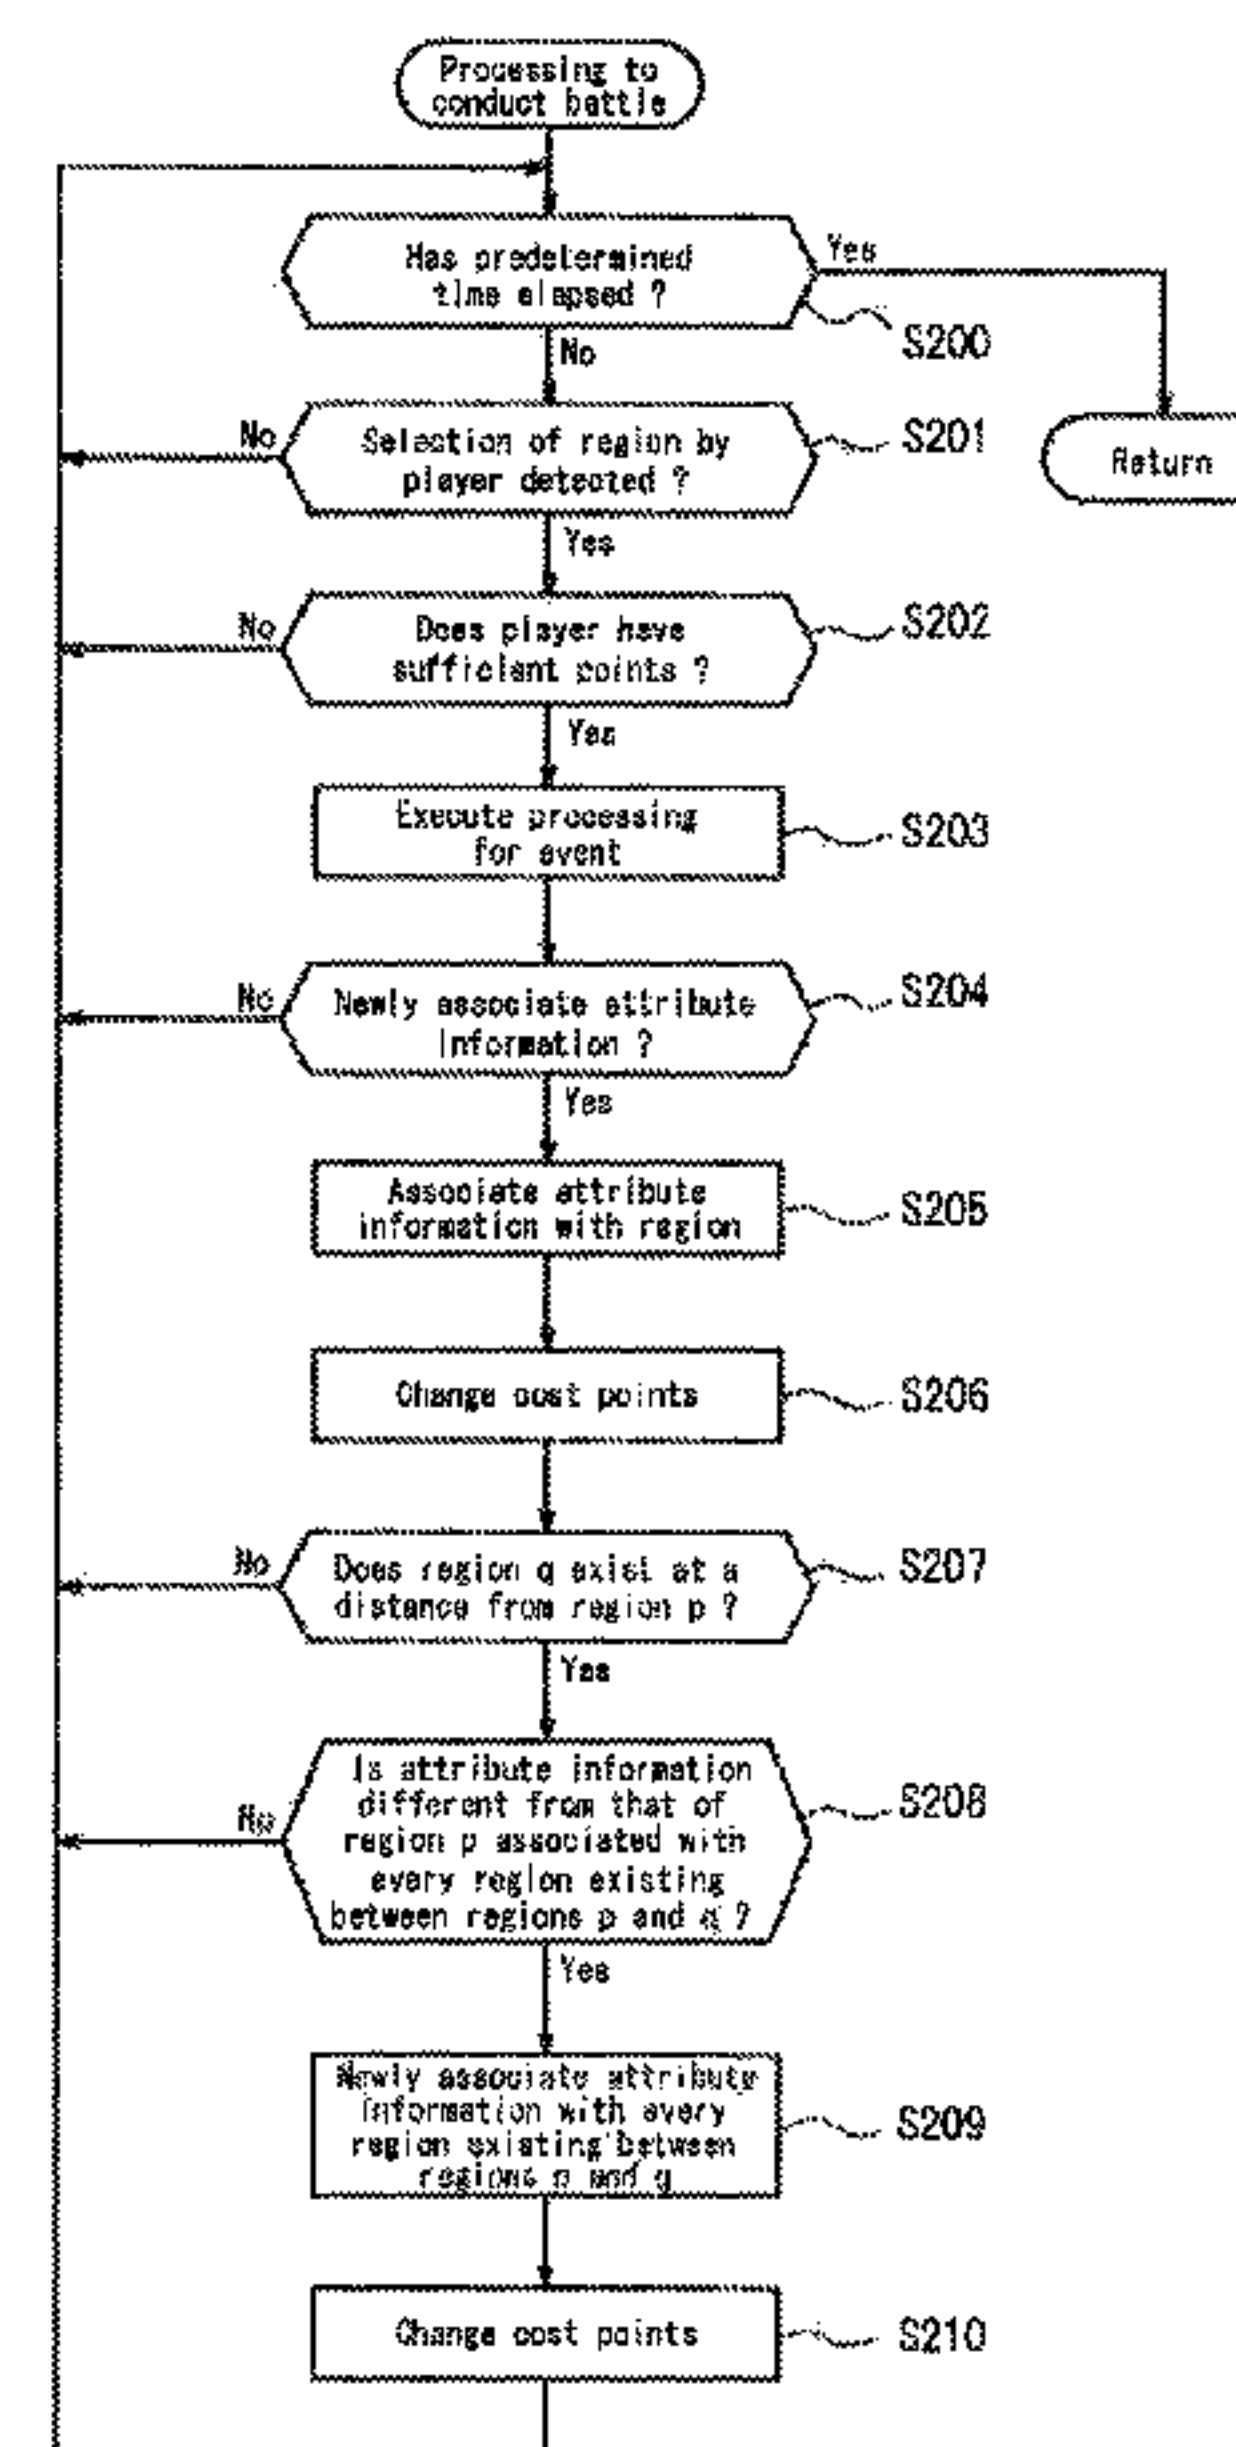 Processing to
conduct battle
Has predetermined
time elapsed ?
Yes
S200
No
Selection of region by
player detected ?
No
S201
Return
Yes
Does player have
sufficient points ?
No
S202
Yes
Execute processing
for event
S203
Newly associate attribute
information ?
No
S204
Yes
Associate attribute
information with region
S205
Change cost points
S206
Does region q exist at a
distance from region p ?
No
S207
Yes
Is attribute information
different from that of
region p associated with
every region existing
between regions p and q ?
No
S208
Yes
Newly associate attribute
information with every
region existing between
regions p and q
S209
Change cost points
S210